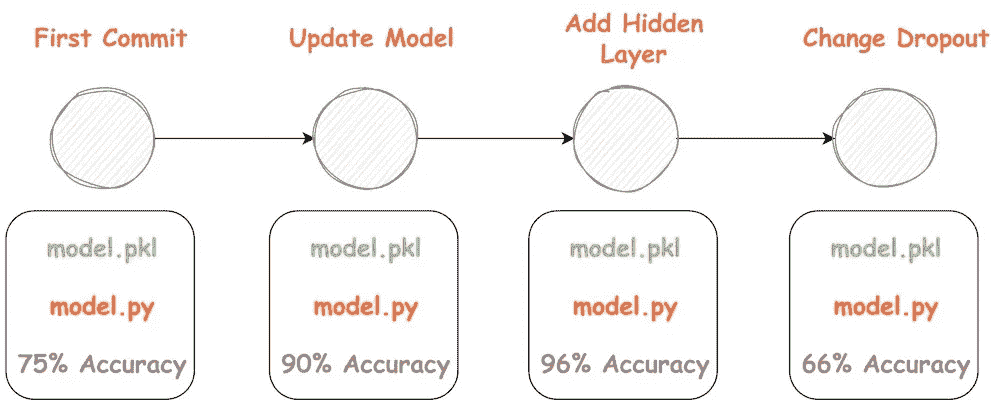 First Commit
Update Model
Add Hidden
Layer
Change Dropout
model.pkl
model.py
75% Accuracy
model.pkl
model.py
90% Accuracy
model.pkl
model.py
96% Accuracy
model.pkl
model.py
66% Accuracy